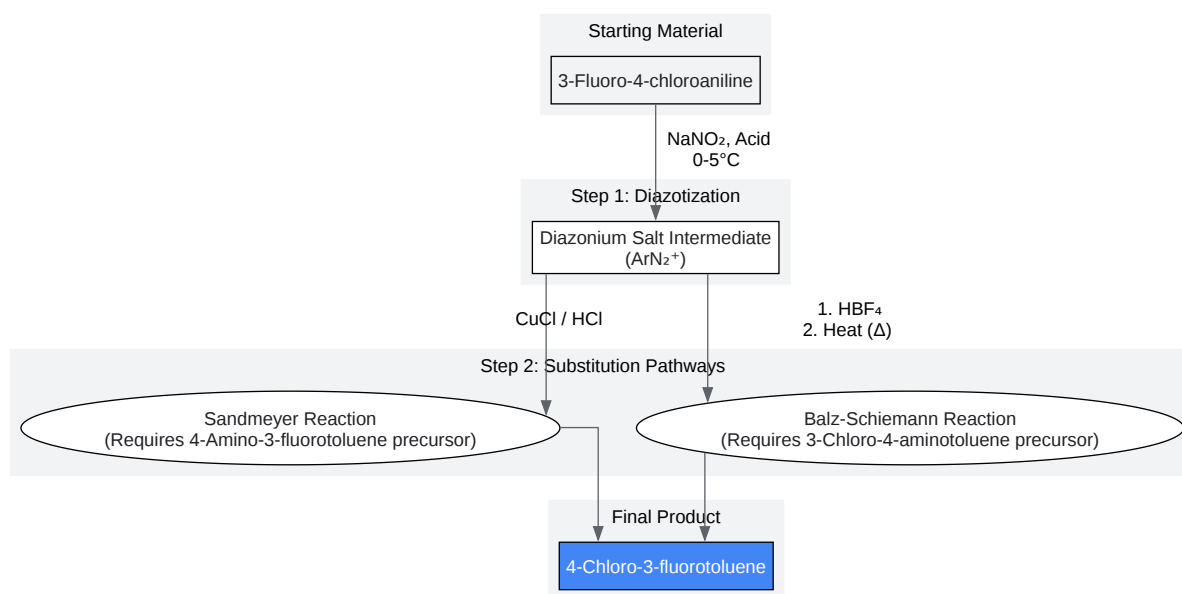 Starting Material
3-Fluoro-4-chloroaniline
NaNO₂, Acid
0-5°C
Step 1: Diazotization
Diazonium Salt Intermediate
(ArN₂⁺)
CuCl / HCl
1. HBF₄
2. Heat (Δ)
Step 2: Substitution Pathways
Sandmeyer Reaction
(Requires 4-Amino-3-fluorotoluene precursor)
Balz-Schiemann Reaction
(Requires 3-Chloro-4-aminotoluene precursor)
Final Product
4-Chloro-3-fluorotoluene